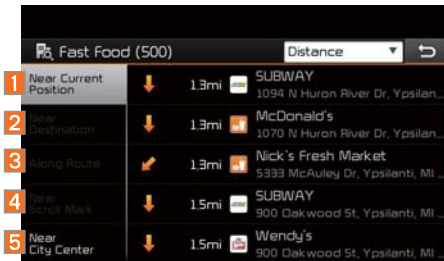 Fast Food (500)
Distance
1
Near Current
Position
1.3mi
SUBWAY
1094 N Huron River Dr, Ypsilan...
2
Near
Destination
1.3mi
McDonald's
1070 N Huron River Dr, Ypsilan...
3
Along Route
1.3mi
Nick's Fresh Market
5333 McAuley Dr, Ypsilanti, MI ...
4
Near
Scroll Mark
1.5mi
SUBWAY
900 Oakwood St, Ypsilanti, MI ...
5
Near
City Center
1.5mi
Wendy's
900 Oakwood St, Ypsilanti, MI ...